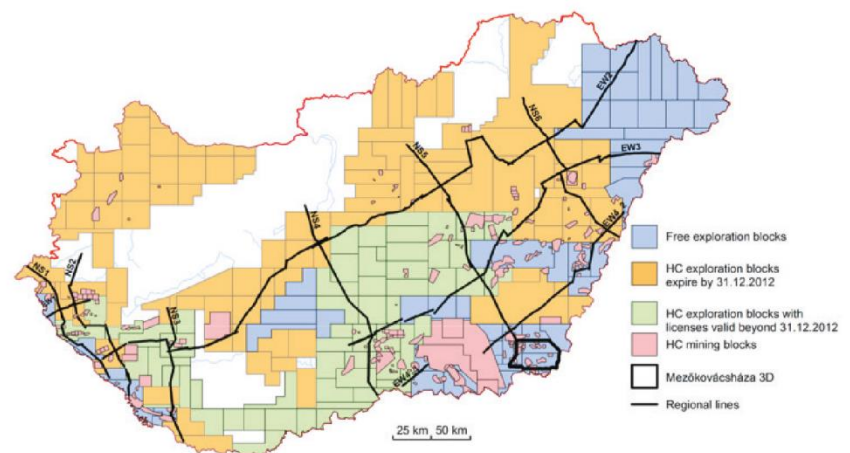 EW2
NS6
NS5
EW3
NS4
EW4_2
NS1
NS2
NS3
EW4_1
Free exploration blocks
HC exploration blocks
expire by 31.12.2012
HC exploration blocks with
licenses valid beyond 31.12.2012
HC mining blocks
Mezőkovácsháza 3D
Regional lines
25 km 50 km